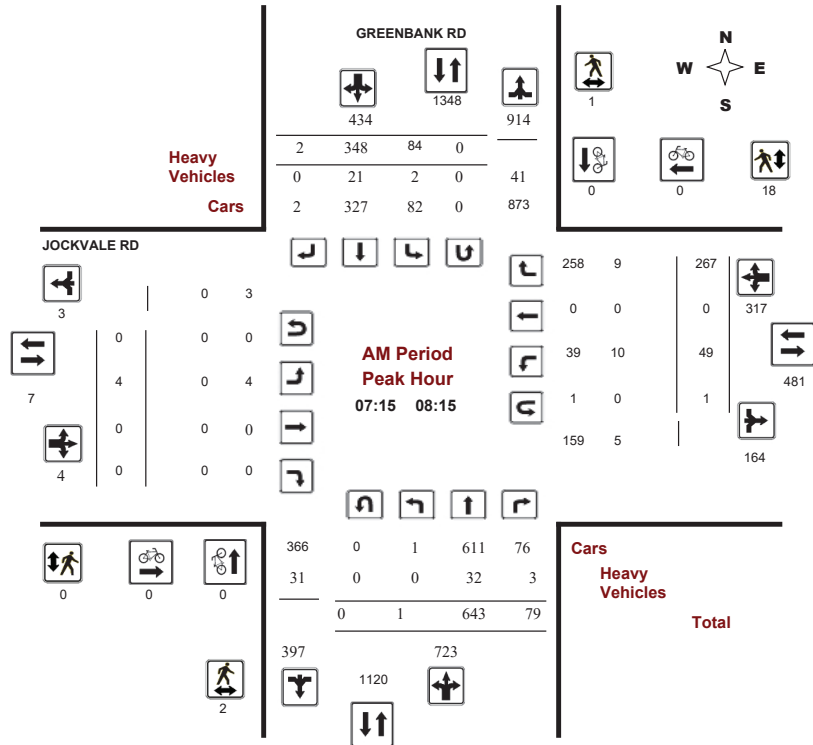 GREENBANK RD
N
W E
S
1348
1
434 914
2 348 84 0
Heavy
Vehicles
0 21 2 0 41
0 0 18
Cars
2 327 82 0 873
JOCKVALE RD
258 9 267
3
0 3
0 0 0 317
0 0 0
AM Period
Peak Hour
39 10 49
7
4 0 4
481
07:15 08:15
1 0 1
0 0 0
159 5
164
4
0 0 0
366 0 1 611 76
Cars
31 0 0 32 3
Heavy
Vehicles
0 0 0
0 1 643 79
Total
397 723
1120
2